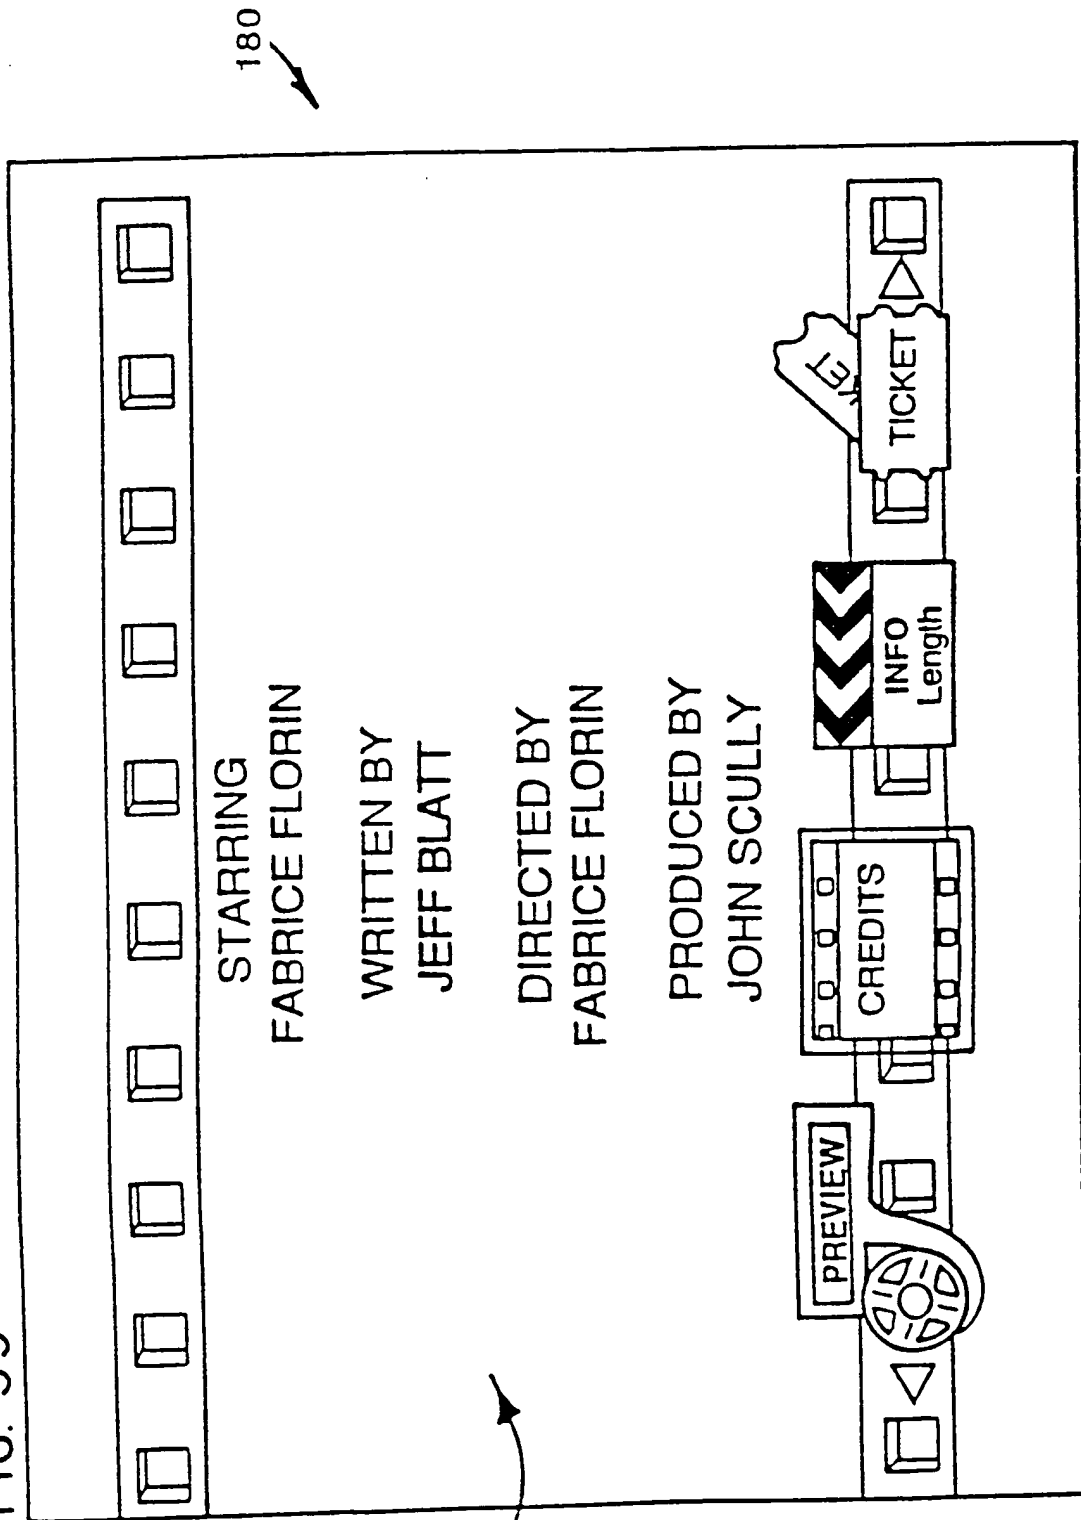 180
STARRING
FABRICE FLORIN
WRITTEN BY
JEFF BLATT
DIRECTED BY
FABRICE FLORIN
PRODUCED BY
JOHN SCULLY
PREVIEW
CREDITS
INFO
Length
TICKET